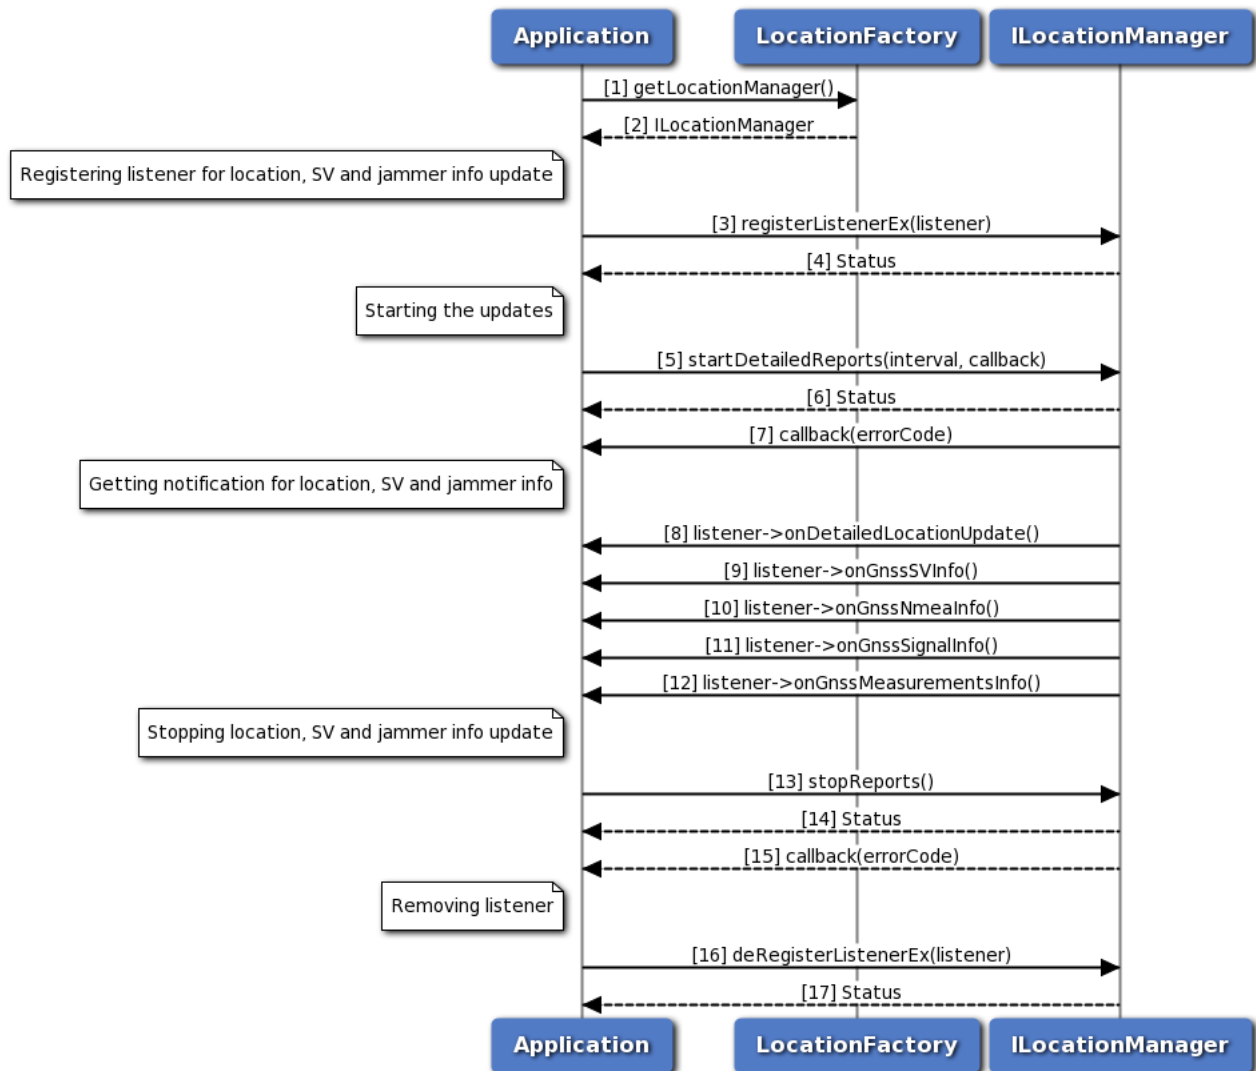 Application LocationFactory ILocationManager
[1] getLocationManager()
[2] ILocationManager
Registering listener for location, SV and jammer info update
[3] registerListenerEx(listener)
[4] Status
Starting the updates
[5] startDetailedReports(interval, callback)
[6] Status
[7] callback(errorCode)
Getting notification for location, SV and jammer info
[8] listener->onDetailedLocationUpdate()
[9] listener->onGnssSVInfo()
[10] listener->onGnssNmeaInfo()
[11] listener->onGnssSignalInfo()
[12] listener->onGnssMeasurementsInfo()
Stopping location, SV and jammer info update
[13] stopReports()
[14] Status
[15] callback(errorCode)
Removing listener
[16] deRegisterListenerEx(listener)
[17] Status
Application LocationFactory ILocationManager